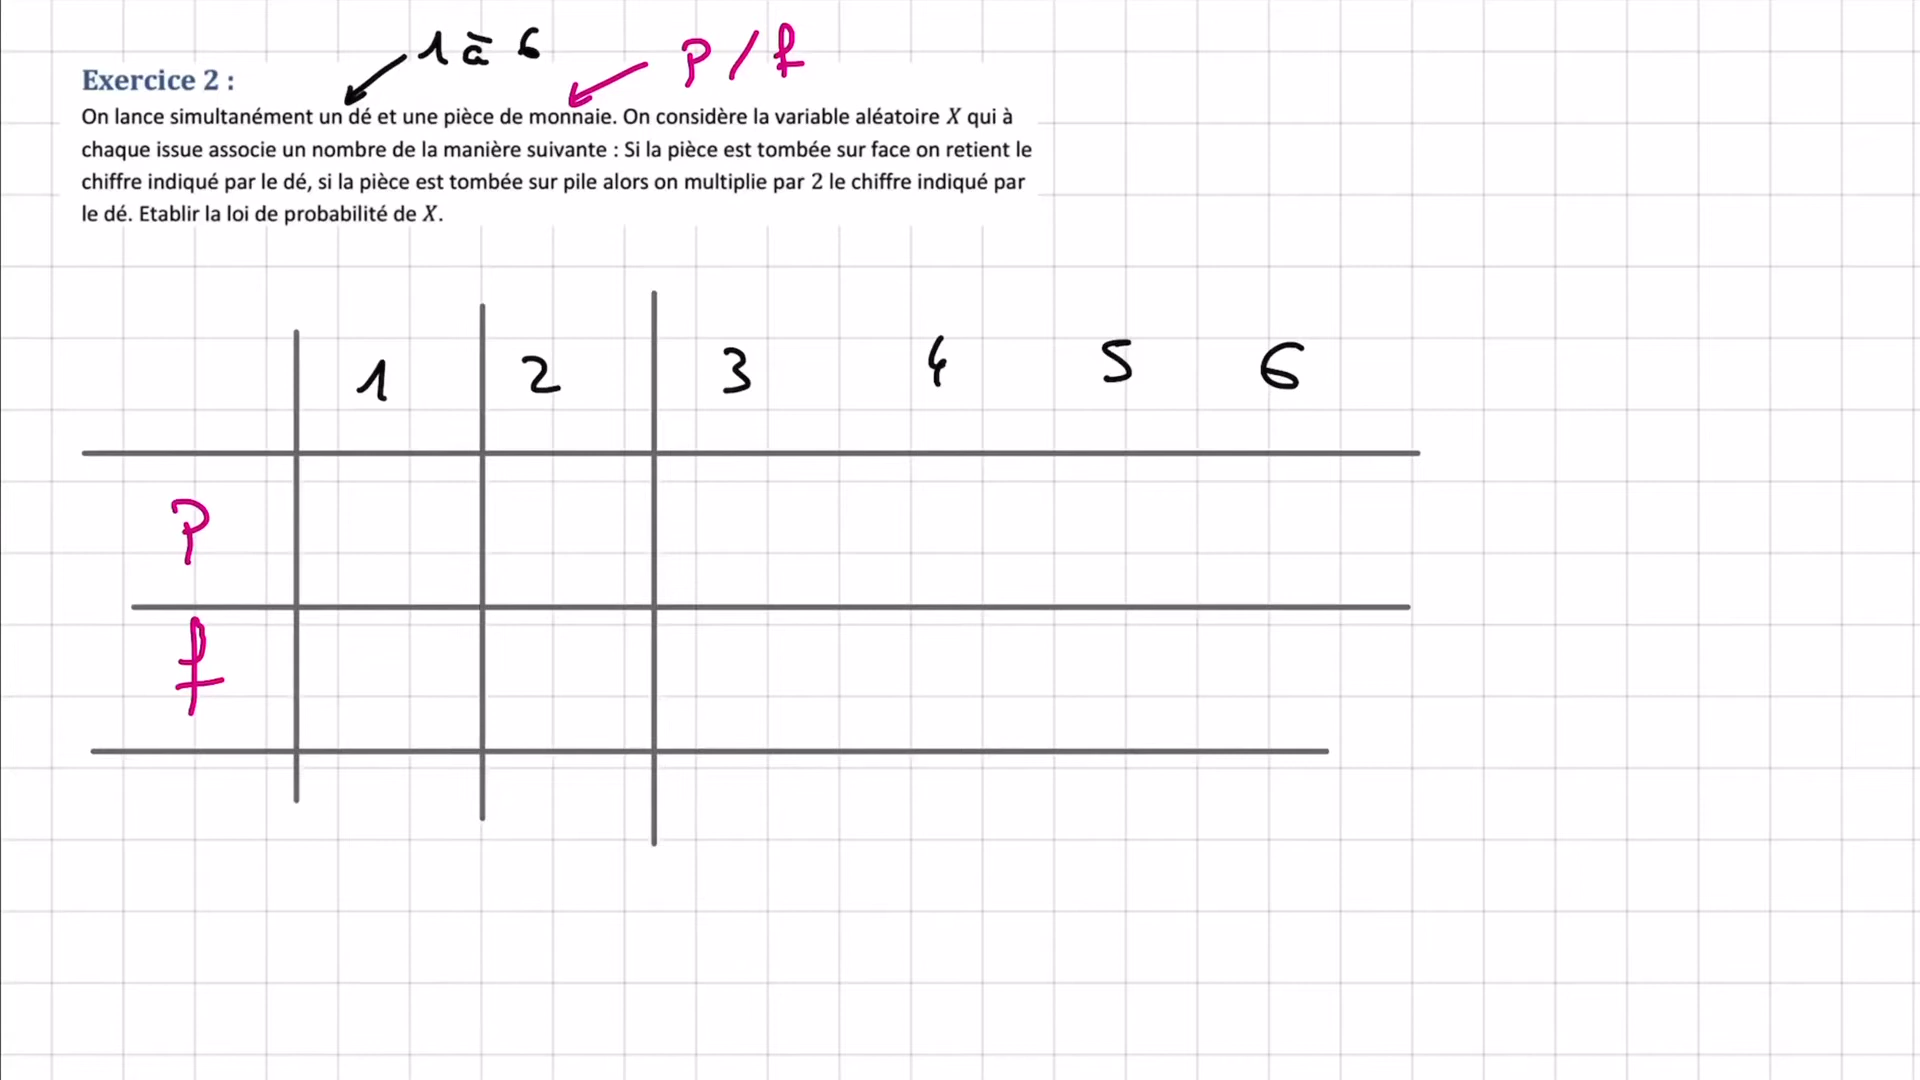 1 à 6
P / f
Exercice 2 :
On lance simultanément un dé et une pièce de monnaie. On considère la variable aléatoire X qui à
chaque issue associe un nombre de la manière suivante : Si la pièce est tombée sur face on retient le
chiffre indiqué par le dé, si la pièce est tombée sur pile alors on multiplie par 2 le chiffre indiqué par
le dé. Etablir la loi de probabilité de X.
1 2 3 4 5 6
P
f